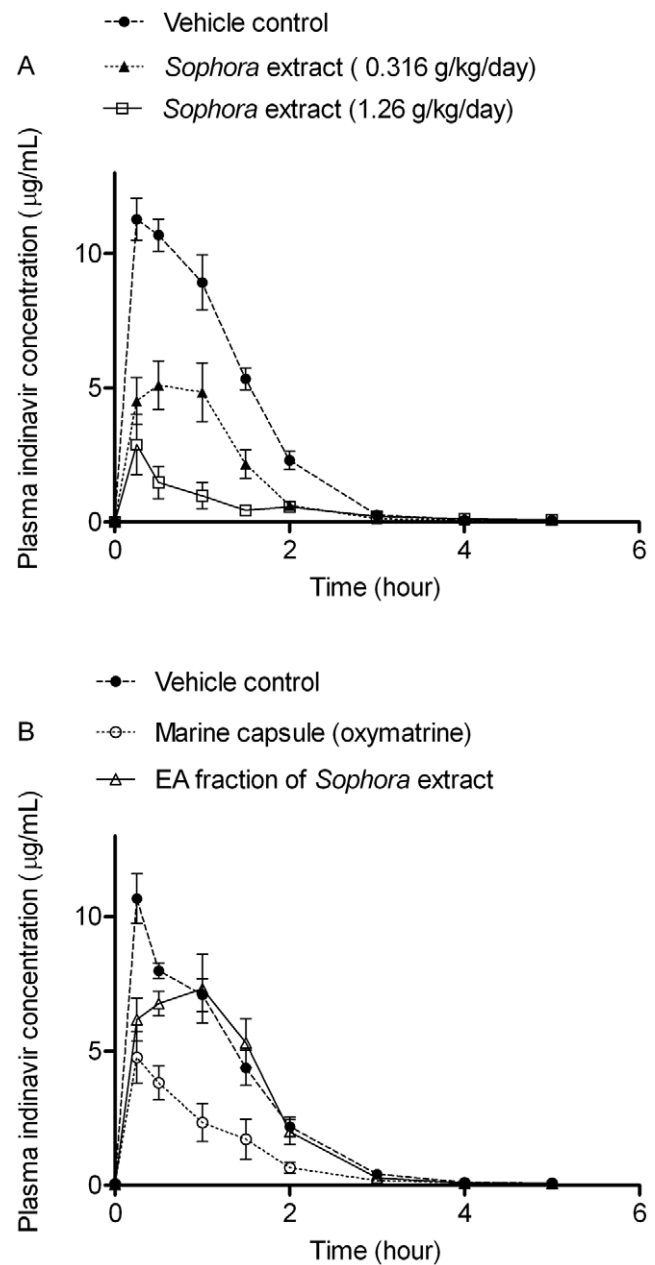 Vehicle control
A
Sophora extract ( 0.316 g/kg/day)
Sophora extract (1.26 g/kg/day)
Plasma indinavir concentration (μg/mL)
10
5
0
0 2 4 6
Time (hour)
Vehicle control
B
Marine capsule (oxymatrine)
EA fraction of Sophora extract
Plasma indinavir concentration (μg/mL)
10
5
0
0 2 4 6
Time (hour)